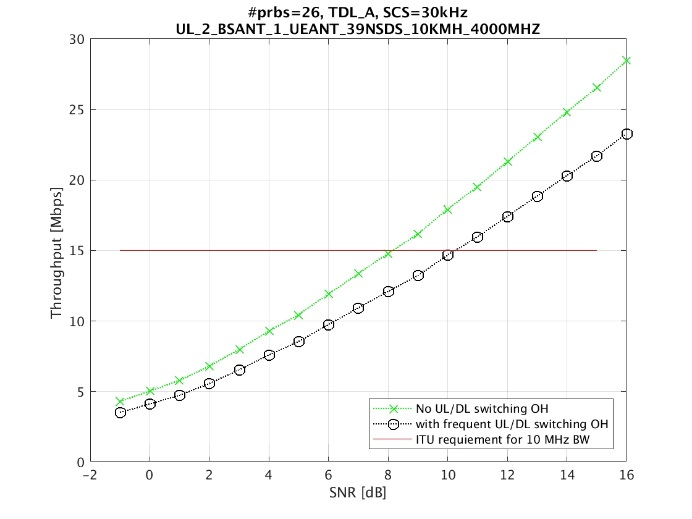 #prbs=26, TDL_A, SCS=30kHz
UL_2_BSANT_1_UEANT_39NSDS_10KMH_4000MHZ
30
25
20
15
10
5
0
Throughput [Mbps]
No UL/DL switching OH
with frequent UL/DL switching OH
ITU requiement for 10 MHz BW
-2 0 2 4 6 8 10 12 14 16
SNR [dB]